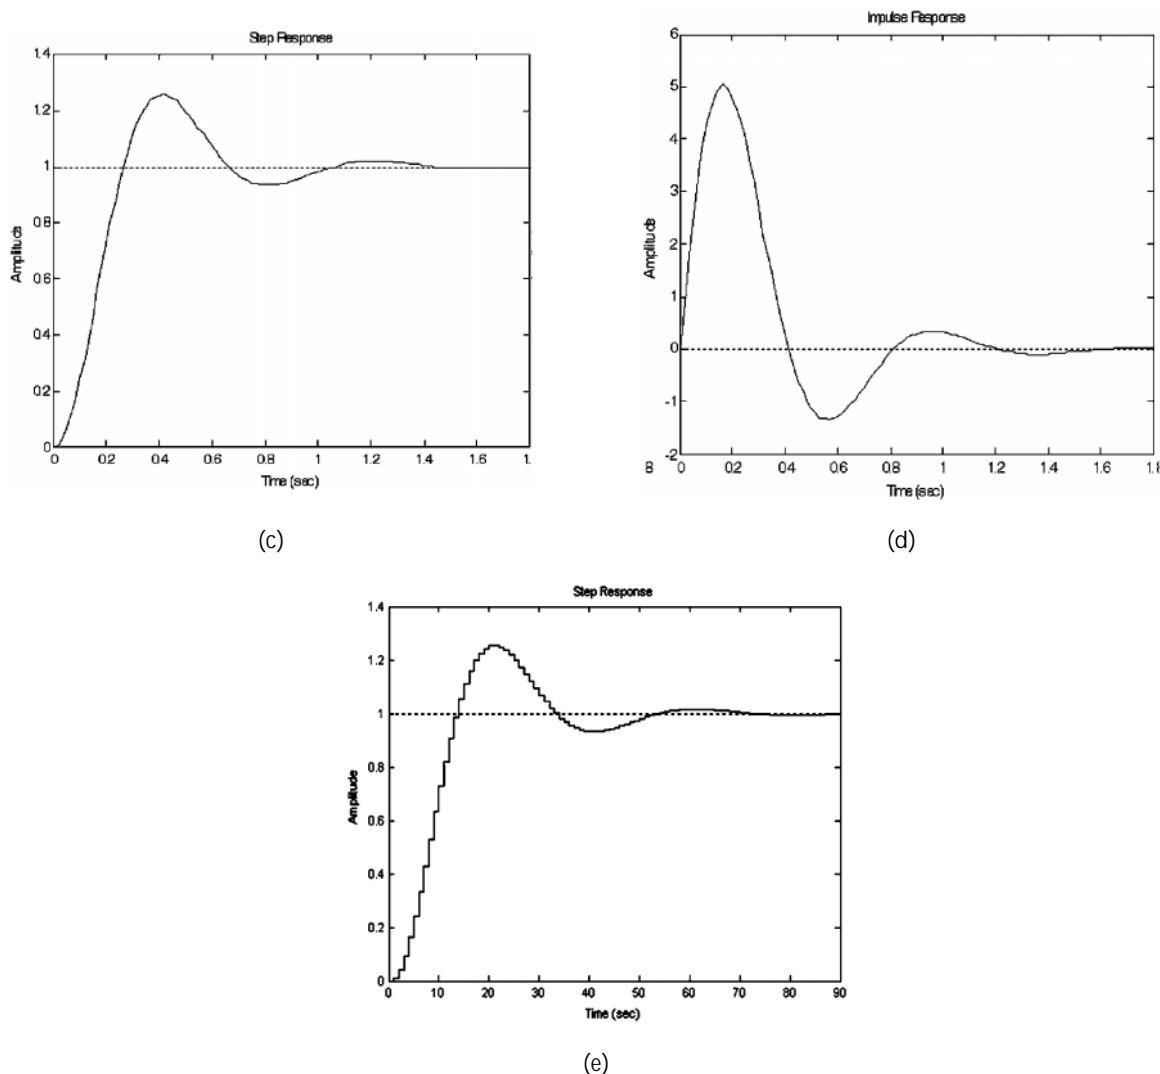 Step Response
1.4
1.2
1
0.8
0.6
0.4
0.2
0
Amplitude
0 0.2 0.4 0.6 0.8 1 1.2 1.4 1.6 1.
Time (sec)
(c)
Impulse Response
6
5
4
3
2
1
0
-1
-2
Amplitude
8 0 0.2 0.4 0.6 0.8 1 1.2 1.4 1.6 1.8
Time (sec)
(d)
Step Response
1.4
1.2
1
0.8
0.6
0.4
0.2
0
Amplitude
0 10 20 30 40 50 60 70 80 90
Time (sec)
(e)